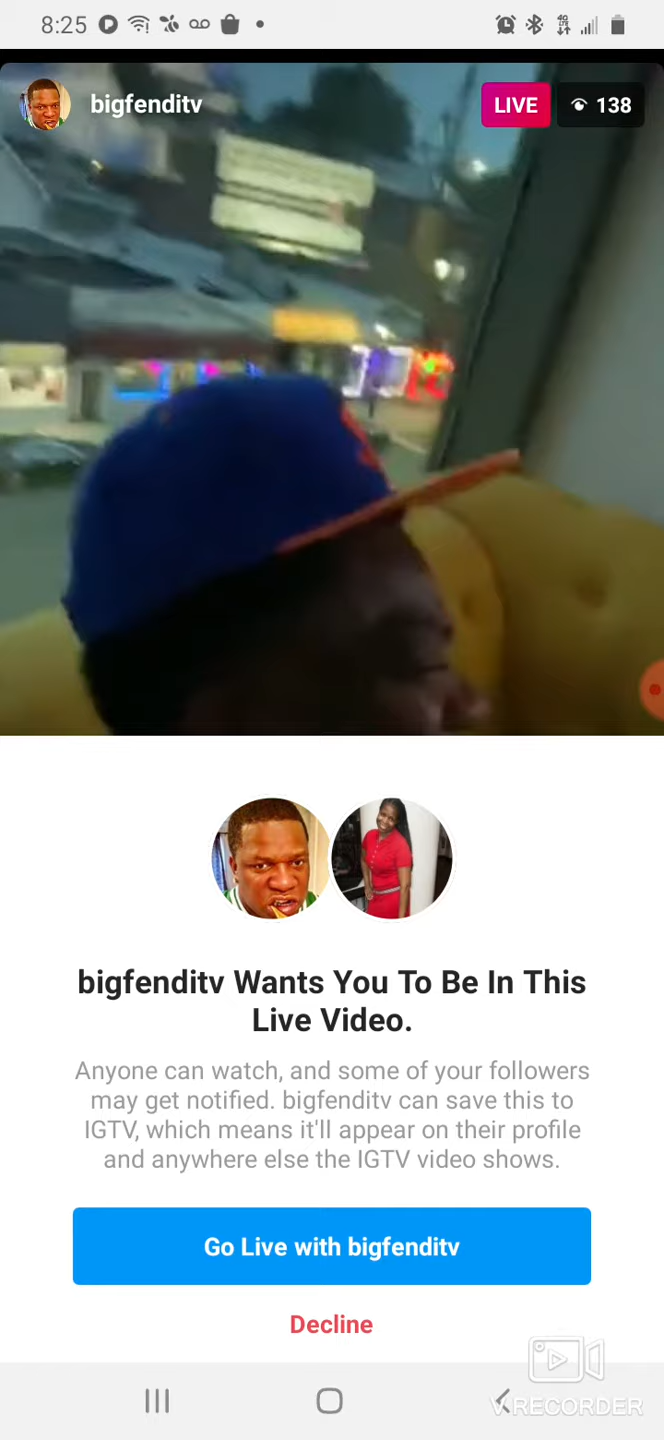 8:25
4G
LTE
bigfenditv
LIVE
138
bigfenditv Wants You To Be In This
Live Video.
Anyone can watch, and some of your followers
may get notified. bigfenditv can save this to
IGTV, which means it'll appear on their profile
and anywhere else the IGTV video shows.
Go Live with bigfenditv
Decline
V RECORDER